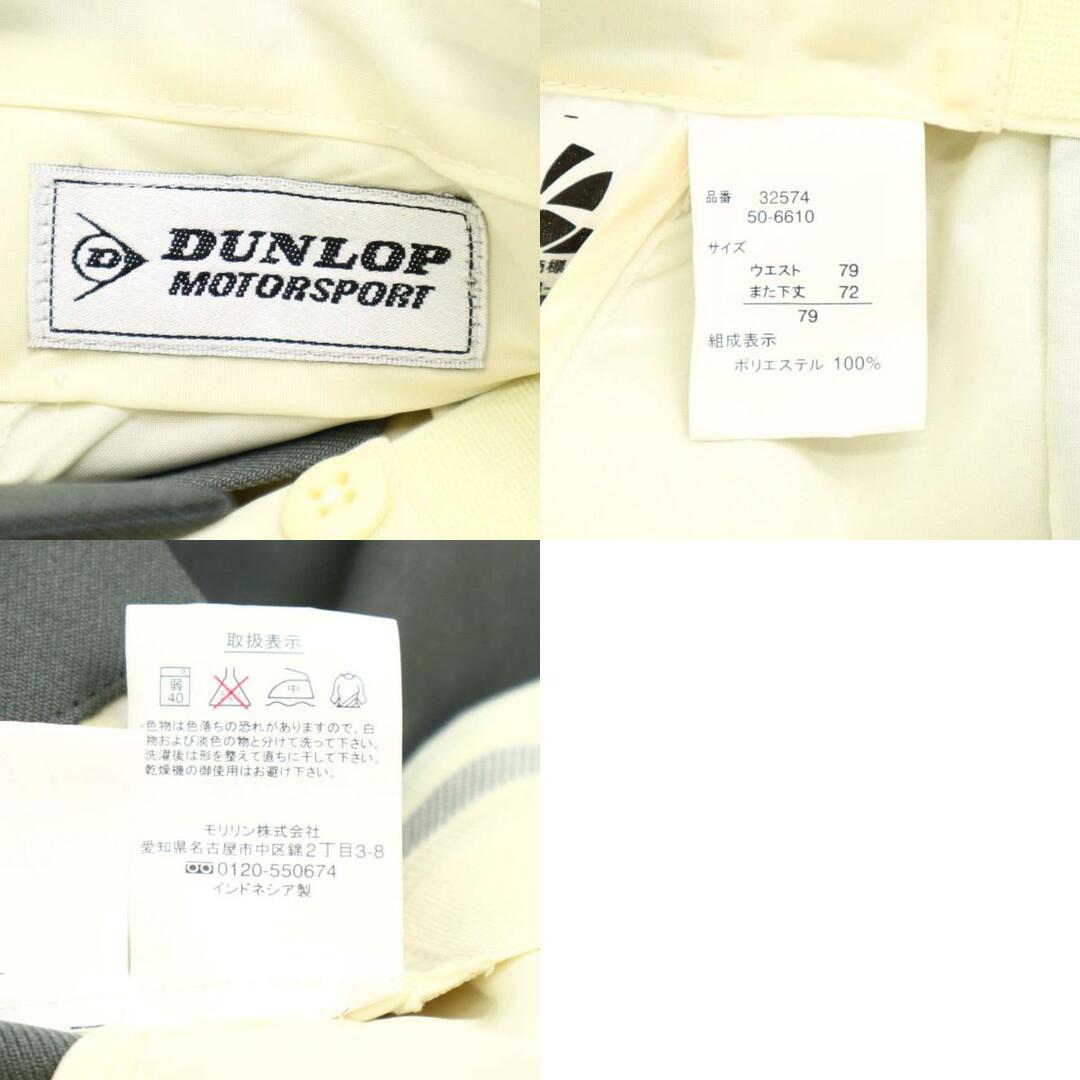 D
DUNLOP
MOTORSPORT
商標
品番 32574
50-6610
サイズ
ウエスト 79
また下丈 72
79
組成表示
ポリエステル 100%
取扱表示
弱 中
40
・色物は色落ちの恐れがありますので、白
物および淡色の物と分けて洗って下さい。
洗濯後は形を整えて直ちに干して下さい。
乾燥機の御使用はお避け下さい。
モリリン株式会社
愛知県名古屋市中区錦2丁目3-8
0120-550674
インドネシア製